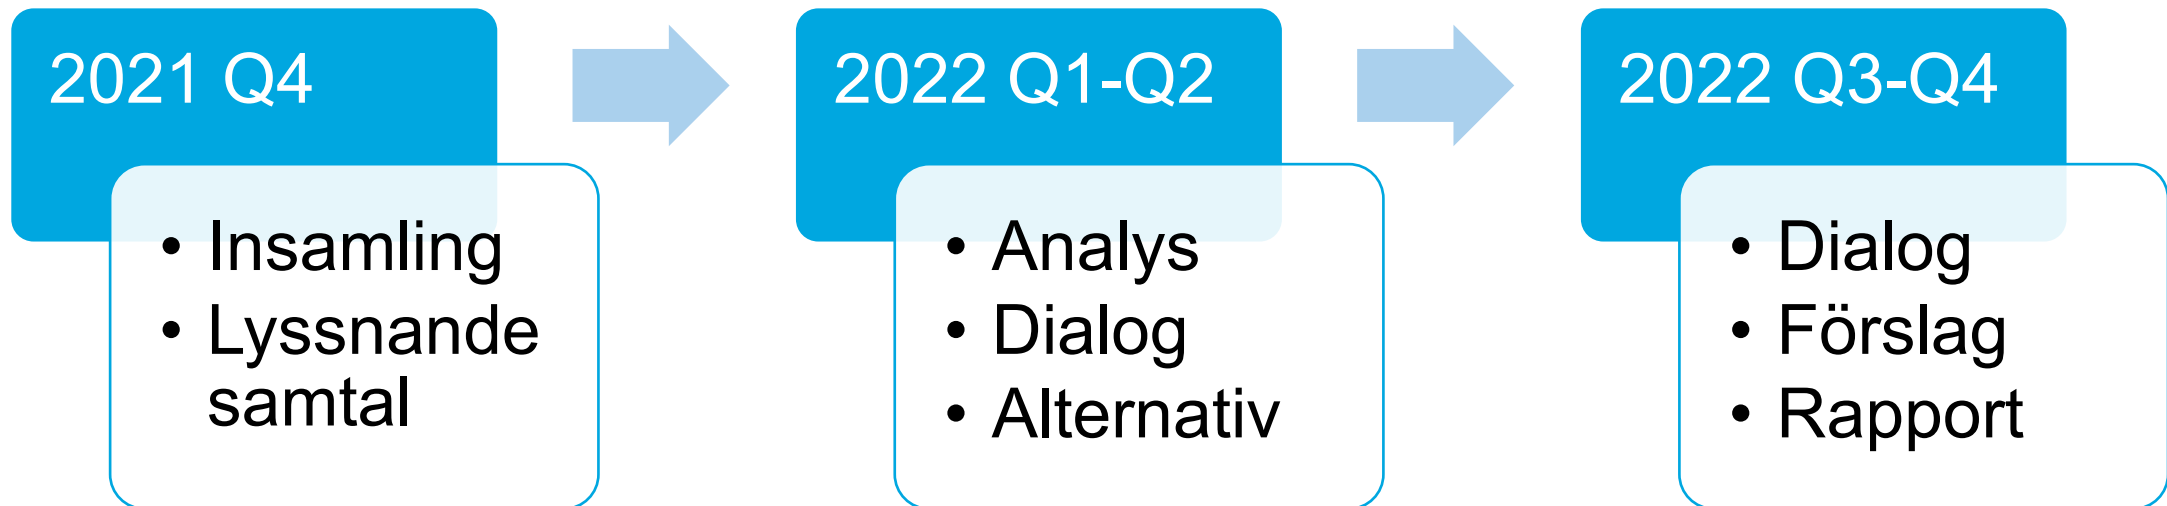 2021 Q4
• Insamling
• Lyssnande
samtal
2022 Q1-Q2
• Analys
• Dialog
• Alternativ
2022 Q3-Q4
• Dialog
• Förslag
• Rapport